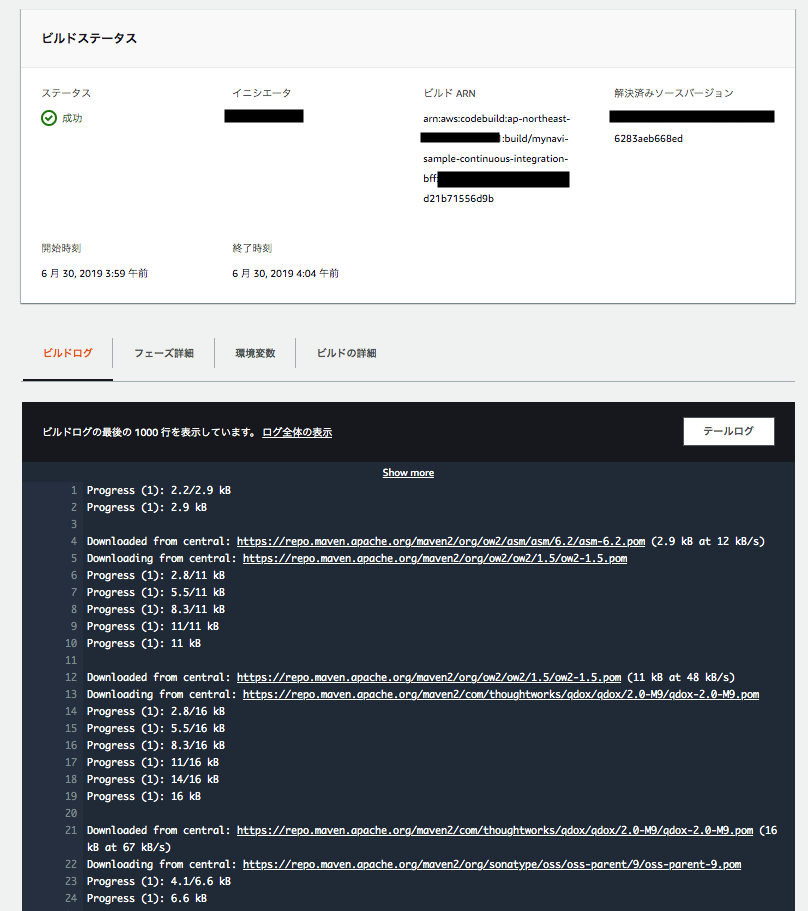 ビルドステータス
ステータス
イニシエータ
ビルド ARN
解決済みソースバージョン
成功
arn:aws:codebuild:ap-northeast-
:build/mynavi-
sample-continuous-integration-
bff:
d21b71556d9b
6283aeb668ed
開始時刻
終了時刻
6 月 30, 2019 3:59 午前
6 月 30, 2019 4:04 午前
ビルドログ
フェーズ詳細
環境変数
ビルドの詳細
ビルドログの最後の 1000 行を表示しています。 ログ全体の表示
テールログ
Show more
1 Progress (1): 2.2/2.9 kB
2 Progress (1): 2.9 kB
3
4 Downloaded from central: https://repo.maven.apache.org/maven2/org/ow2/asm/asm/6.2/asm-6.2.pom (2.9 kB at 12 kB/s)
5 Downloading from central: https://repo.maven.apache.org/maven2/org/ow2/ow2/1.5/ow2-1.5.pom
6 Progress (1): 2.8/11 kB
7 Progress (1): 5.5/11 kB
8 Progress (1): 8.3/11 kB
9 Progress (1): 11/11 kB
10 Progress (1): 11 kB
11
12 Downloaded from central: https://repo.maven.apache.org/maven2/org/ow2/ow2/1.5/ow2-1.5.pom (11 kB at 48 kB/s)
13 Downloading from central: https://repo.maven.apache.org/maven2/com/thoughtworks/qdox/qdox/2.0-M9/qdox-2.0-M9.pom
14 Progress (1): 2.8/16 kB
15 Progress (1): 5.5/16 kB
16 Progress (1): 8.3/16 kB
17 Progress (1): 11/16 kB
18 Progress (1): 14/16 kB
19 Progress (1): 16 kB
20
21 Downloaded from central: https://repo.maven.apache.org/maven2/com/thoughtworks/qdox/qdox/2.0-M9/qdox-2.0-M9.pom (16
kB at 67 kB/s)
22 Downloading from central: https://repo.maven.apache.org/maven2/org/sonatype/oss/oss-parent/9/oss-parent-9.pom
23 Progress (1): 4.1/6.6 kB
24 Progress (1): 6.6 kB